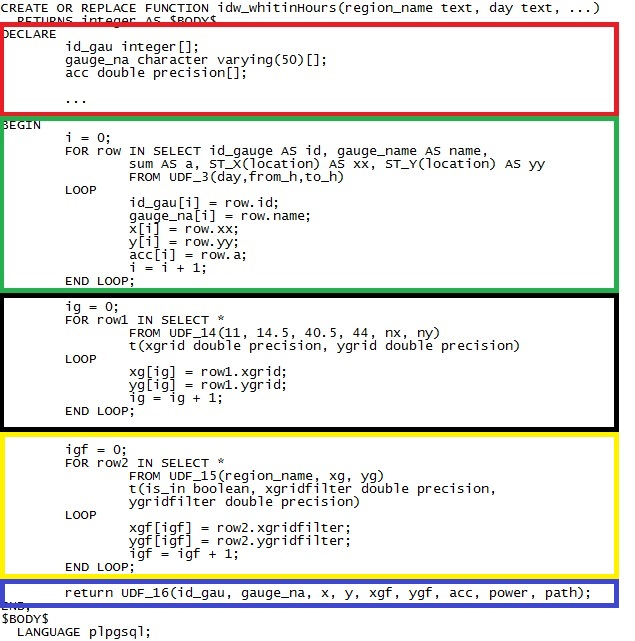 CREATE OR REPLACE FUNCTION idw_whitinHours(region_name text, day text, ...)
RETURNS integer AS $BODY$
DECLARE
id_gau integer[];
gauge_na character varying(50)[];
acc double precision[];
...
BEGIN
i = 0;
FOR row IN SELECT id_gauge AS id, gauge_name AS name,
sum AS a, ST_X(location) AS xx, ST_Y(location) AS yy
FROM UDF_3(day,from_h,to_h)
LOOP
id_gau[i] = row.id;
gauge_na[i] = row.name;
x[i] = row.xx;
y[i] = row.yy;
acc[i] = row.a;
i = i + 1;
END LOOP;
ig = 0;
FOR row1 IN SELECT *
FROM UDF_14(11, 14.5, 40.5, 44, nx, ny)
t(xgrid double precision, ygrid double precision)
LOOP
xg[ig] = row1.xgrid;
yg[ig] = row1.ygrid;
ig = ig + 1;
END LOOP;
igf = 0;
FOR row2 IN SELECT *
FROM UDF_15(region_name, xg, yg)
t(is_in boolean, xgridfilter double precision,
ygridfilter double precision)
LOOP
xgf[igf] = row2.xgridfilter;
ygf[igf] = row2.ygridfilter;
igf = igf + 1;
END LOOP;
return UDF_16(id_gau, gauge_na, x, y, xgf, ygf, acc, power, path);
END;
$BODY$
LANGUAGE plpgsql;